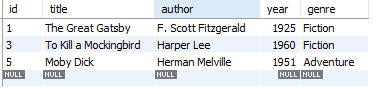 id title author year genre
1 The Great Gatsby F. Scott Fitzgerald 1925 Fiction
3 To Kill a Mockingbird Harper Lee 1960 Fiction
5 Moby Dick Herman Melville 1951 Adventure
NULL NULL NULL NULL NULL